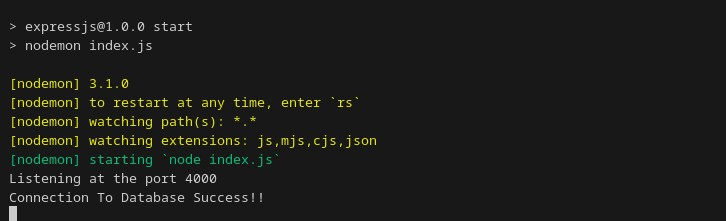 > expressjs@1.0.0 start
> nodemon index.js
[nodemon] 3.1.0
[nodemon] to restart at any time, enter `rs`
[nodemon] watching path(s): *.*
[nodemon] watching extensions: js,mjs,cjs,json
[nodemon] starting `node index.js`
Listening at the port 4000
Connection To Database Success!!